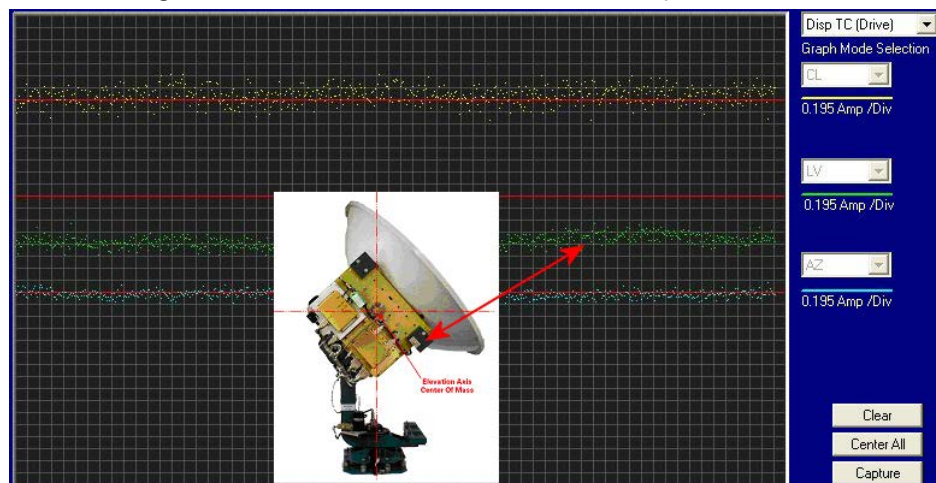 Disp TC (Drive)
Graph Mode Selection
CL
0.195 Amp /Div
LV
0.195 Amp /Div
AZ
0.195 Amp /Div
Elevation Axis
Center Of Mass
Clear
Center All
Capture